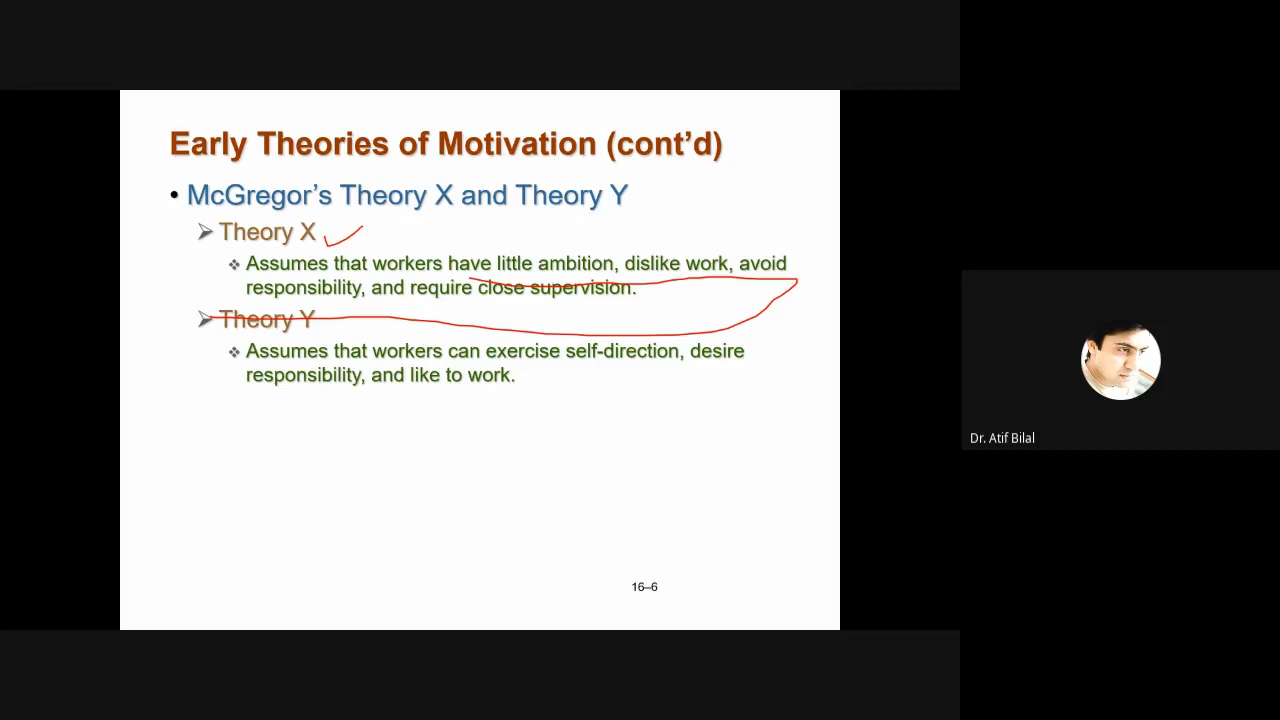 Early Theories of Motivation (cont’d)
• McGregor’s Theory X and Theory Y
Theory X
Assumes that workers have little ambition, dislike work, avoid
responsibility, and require close supervision.
Theory Y
Assumes that workers can exercise self-direction, desire
responsibility, and like to work.
16–6
Dr. Atif Bilal